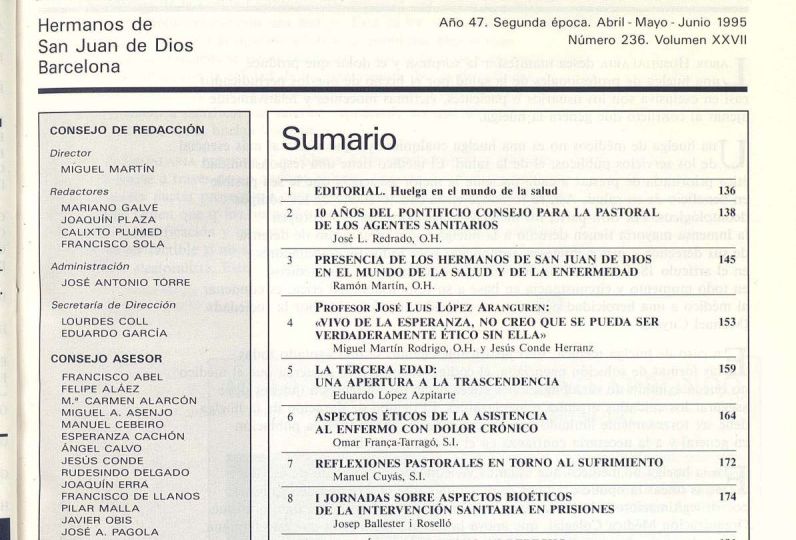 Hermanos de
San Juan de Dios
Barcelona
Año 47. Segunda época. Abril - Mayo - Junio 1995
Número 236. Volumen XXVII
CONSEJO DE REDACCIÓN
Director
MIGUEL MARTÍN
Redactores
MARIANO GALVE
JOAQUÍN PLAZA
CALIXTO PLUMED
FRANCISCO SOLA
Administración
JOSÉ ANTONIO TORRE
Secretaría de Dirección
LOURDES COLL
EDUARDO GARCÍA
CONSEJO ASESOR
FRANCISCO ABEL
FELIPE ALÁEZ
M.ª CARMEN ALARCÓN
MIGUEL A. ASENJO
MANUEL CEBEIRO
ESPERANZA CACHÓN
ÁNGEL CALVO
JESÚS CONDE
RUDESINDO DELGADO
JOAQUÍN ERRA
FRANCISCO DE LLANOS
PILAR MALLA
JAVIER OBIS
JOSÉ A. PAGOLA
Sumario
1 EDITORIAL. Huelga en el mundo de la salud 136
2 10 AÑOS DEL PONTIFICIO CONSEJO PARA LA PASTORAL 138
DE LOS AGENTES SANITARIOS
José L. Redrado, O.H.
3 PRESENCIA DE LOS HERMANOS DE SAN JUAN DE DIOS 145
EN EL MUNDO DE LA SALUD Y DE LA ENFERMEDAD
Ramón Martín, O.H.
PROFESOR JOSÉ LUIS LÓPEZ ARANGUREN:
4 «VIVO DE LA ESPERANZA, NO CREO QUE SE PUEDA SER 153
VERDADERAMENTE ÉTICO SIN ELLA»
Miguel Martín Rodrigo, O.H. y Jesús Conde Herranz
5 LA TERCERA EDAD: 159
UNA APERTURA A LA TRASCENDENCIA
Eduardo López Azpitarte
6 ASPECTOS ÉTICOS DE LA ASISTENCIA 164
AL ENFERMO CON DOLOR CRÓNICO
Omar França-Tarragó, S.I.
7 REFLEXIONES PASTORALES EN TORNO AL SUFRIMIENTO 172
Manuel Cuyás, S.I.
8 I JORNADAS SOBRE ASPECTOS BIOÉTICOS 174
DE LA INTERVENCIÓN SANITARIA EN PRISIONES
Josep Ballester i Roselló